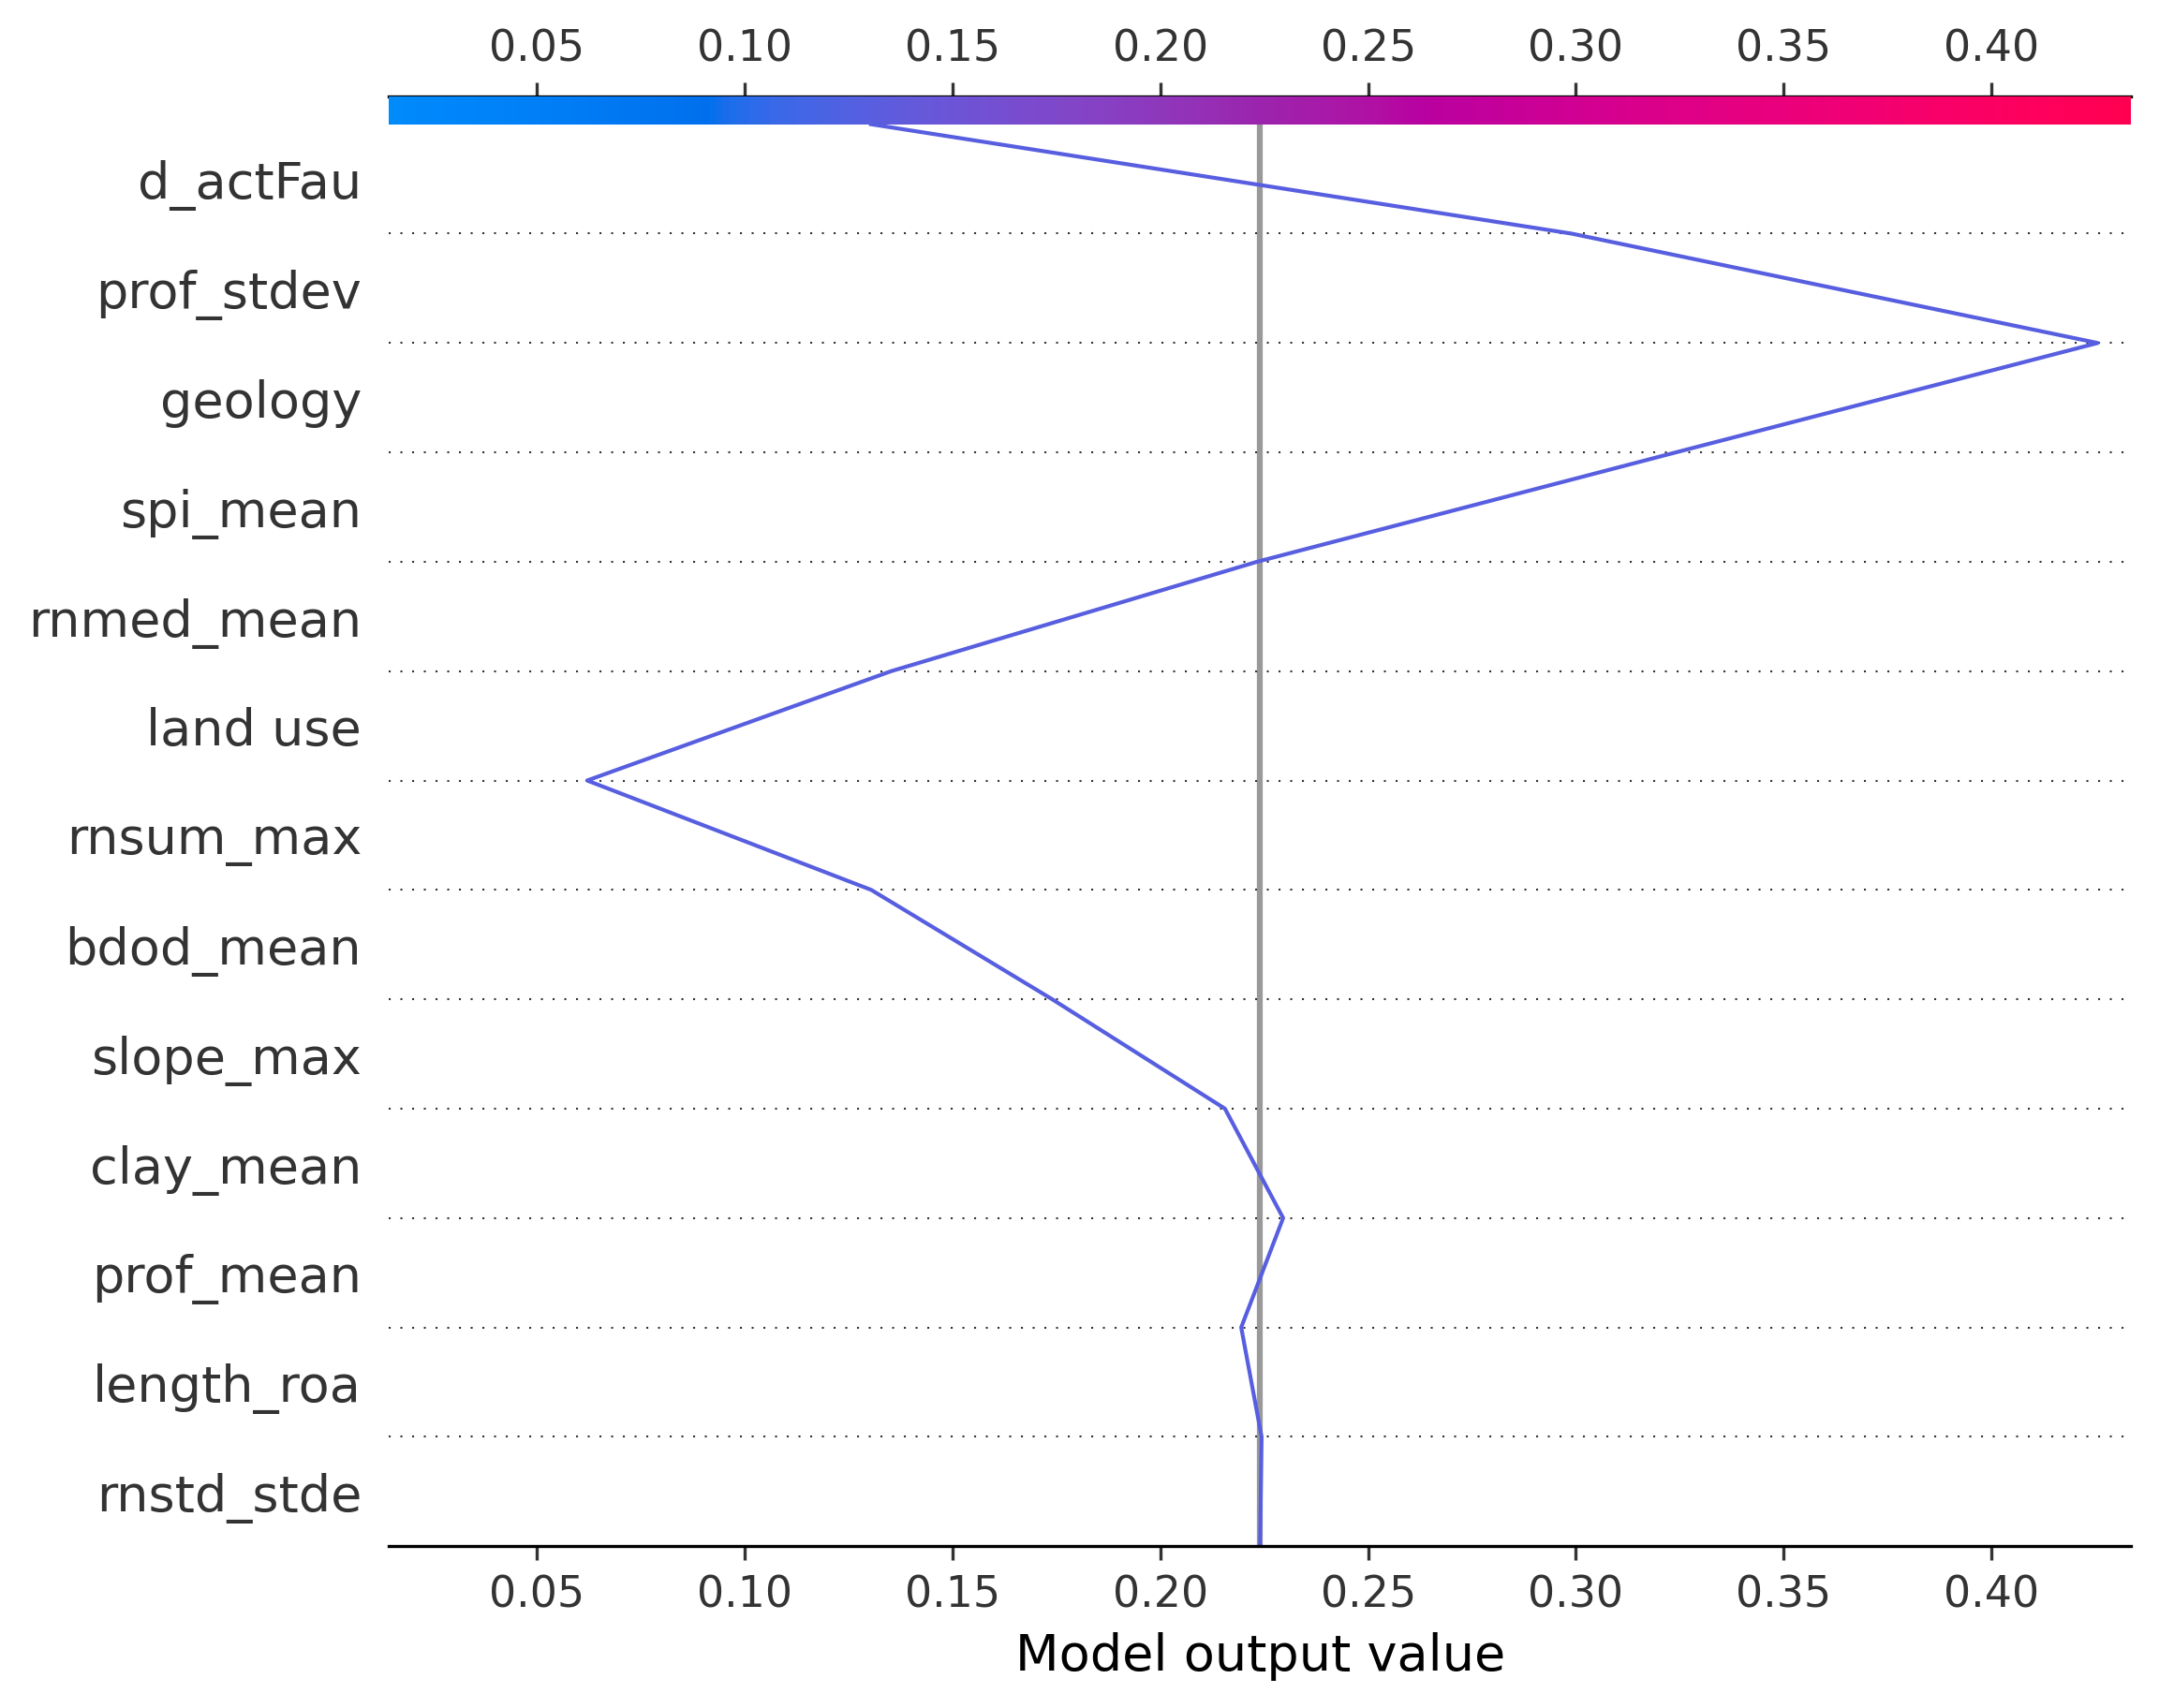 0.05 0.10 0.15 0.20 0.25 0.30 0.35 0.40
d_actFau
prof_stdev
geology
spi_mean
rnmed_mean
land use
rnsum_max
bdod_mean
slope_max
clay_mean
prof_mean
length_roa
rnstd_stde
0.05 0.10 0.15 0.20 0.25 0.30 0.35 0.40
Model output value